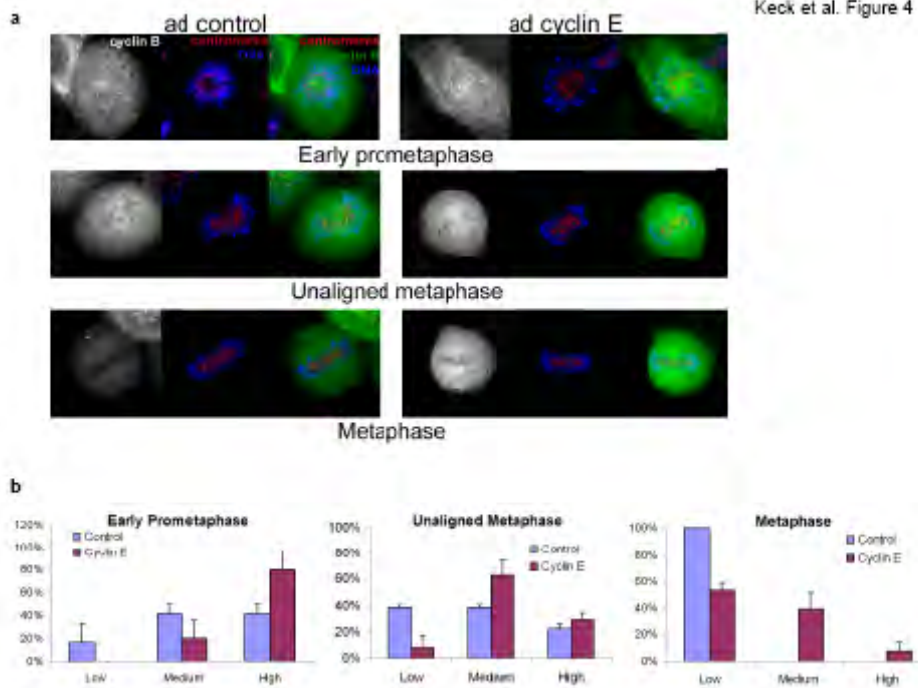 Keck et al. Figure 4
a
ad control
ad cyclin E
cyclin B
DNA
Early prometaphase
Unaligned metaphase
Metaphase
b
Early Prometaphase
120%
100%
80%
60%
40%
20%
0%
Control
Cyclin E
Low Medium High
Unaligned Metaphase
100%
80%
60%
40%
20%
0%
Control
Cyclin E
Low Medium High
Metaphase
100%
80%
60%
40%
20%
0%
Control
Cyclin E
Low Medium High